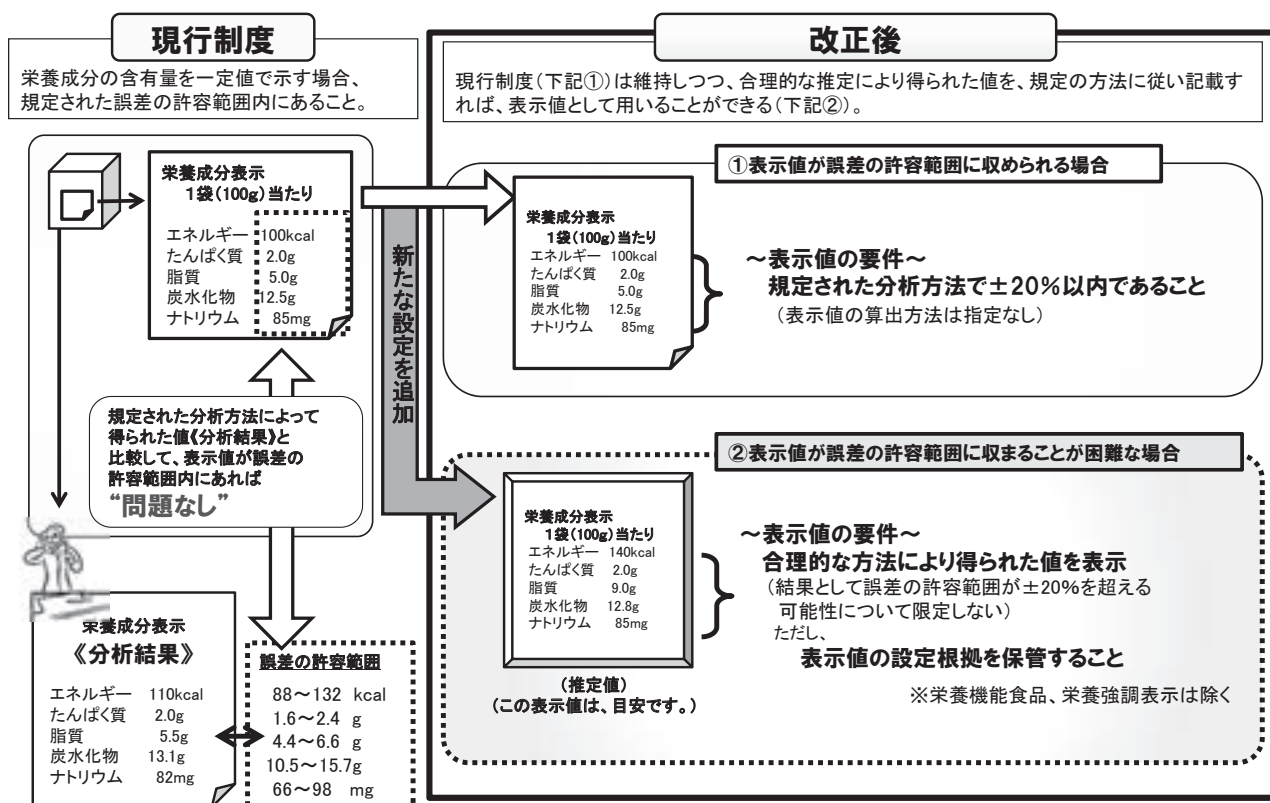 現行制度
栄養成分の含有量を一定値で示す場合、
規定された誤差の許容範囲内にあること。
栄養成分表示
1袋(100g)当たり
エネルギー 100kcal
たんぱく質 2.0g
脂質 5.0g
炭水化物 12.5g
ナトリウム 85mg
規定された分析方法によって
得られた値《分析結果》と
比較して、表示値が誤差の
許容範囲内にあれば
“問題なし”
栄養成分表示
《分析結果》
エネルギー 110kcal
たんぱく質 2.0g
脂質 5.5g
炭水化物 13.1g
ナトリウム 82mg
誤差の許容範囲
88～132 kcal
1.6～2.4 g
4.4～6.6 g
10.5～15.7g
66～98 mg
新たな設定を追加
改正後
現行制度(下記①)は維持しつつ、合理的な推定により得られた値を、規定の方法に従い記載す
れば、表示値として用いることができる(下記②)。
①表示値が誤差の許容範囲に収められる場合
栄養成分表示
1袋(100g)当たり
エネルギー 100kcal
たんぱく質 2.0g
脂質 5.0g
炭水化物 12.5g
ナトリウム 85mg
～表示値の要件～
規定された分析方法で±20%以内であること
(表示値の算出方法は指定なし)
②表示値が誤差の許容範囲に収まることが困難な場合
栄養成分表示
1袋(100g)当たり
エネルギー 140kcal
たんぱく質 2.0g
脂質 9.0g
炭水化物 12.8g
ナトリウム 85mg
(推定値)
(この表示値は、目安です。)
～表示値の要件～
合理的な方法により得られた値を表示
(結果として誤差の許容範囲が±20%を超える
可能性について限定しない)
ただし、
表示値の設定根拠を保管すること
※栄養機能食品、栄養強調表示は除く